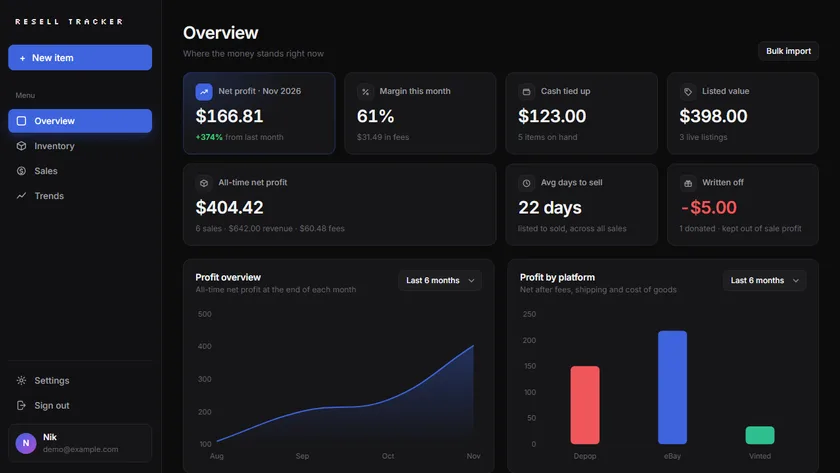 RESELL TRACKER
+ New item
Menu
Overview
Inventory
Sales
Trends
Settings
Sign out
N
Nik
demo@example.com
Overview
Where the money stands right now
Bulk import
Net profit · Nov 2026
$166.81
+374% from last month
Margin this month
61%
$31.49 in fees
Cash tied up
$123.00
5 items on hand
Listed value
$398.00
3 live listings
All-time net profit
$404.42
6 sales · $642.00 revenue · $60.48 fees
Avg days to sell
22 days
listed to sold, across all sales
Written off
-$5.00
1 donated · kept out of sale profit
Profit overview
All-time net profit at the end of each month
Last 6 months
500
400
300
200
100
Aug Sep Oct Nov
Profit by platform
Net after fees, shipping and cost of goods
Last 6 months
250
200
150
100
50
0
Depop eBay Vinted